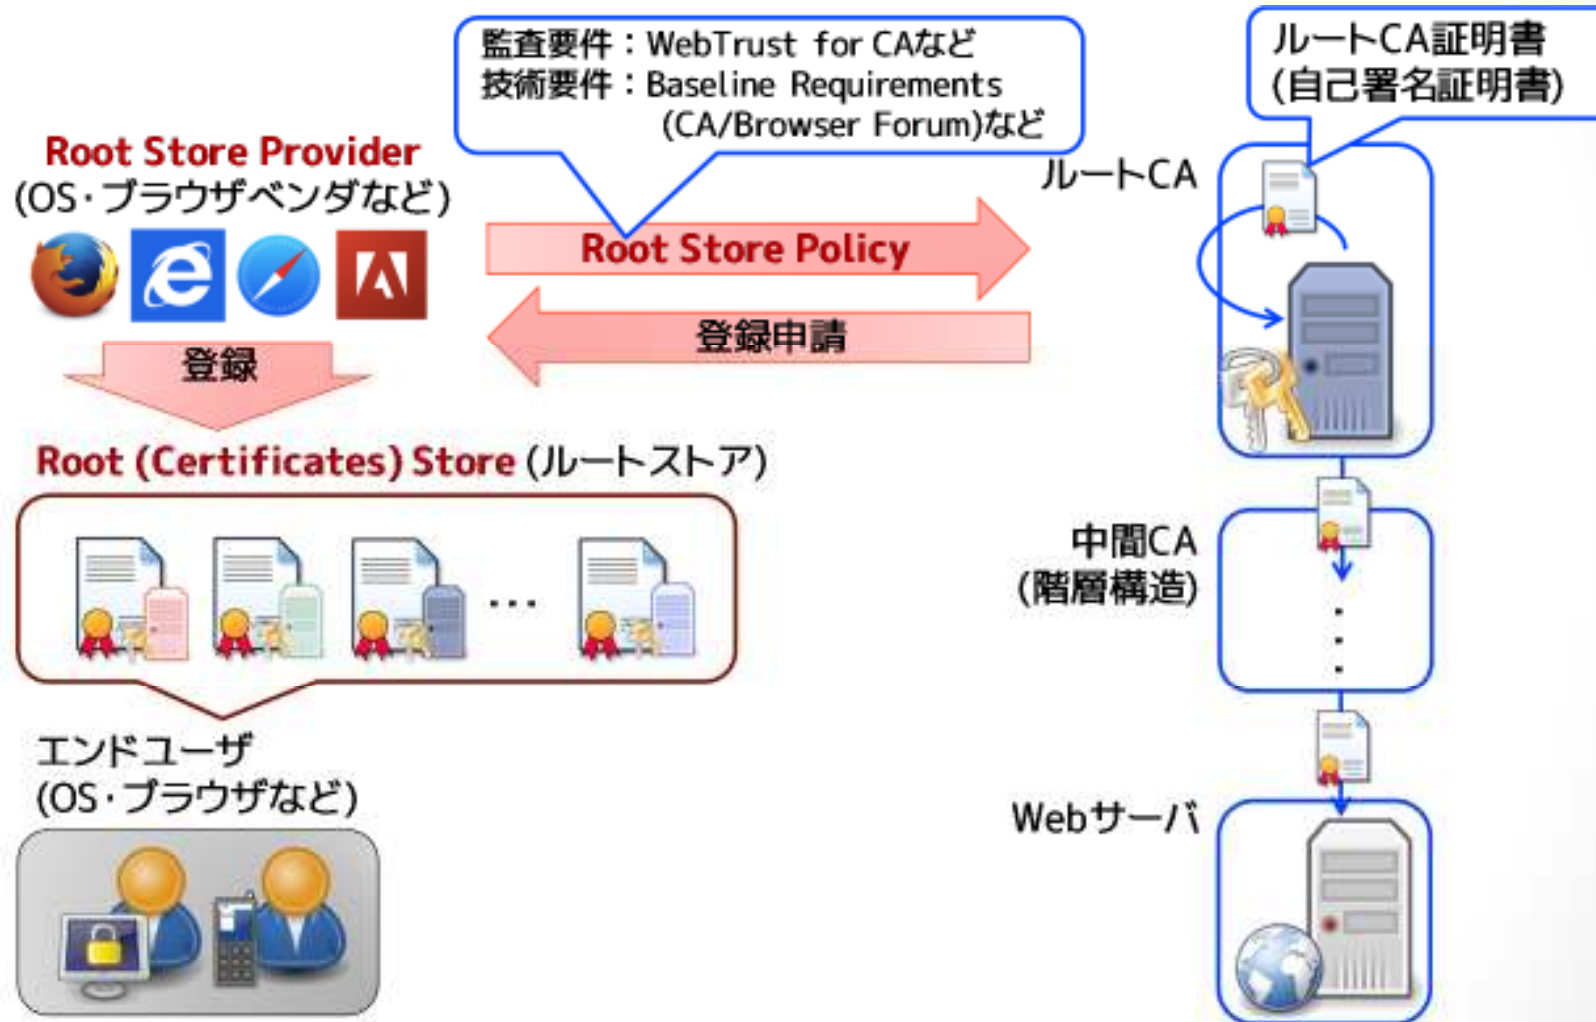 監査要件：WebTrust for CAなど
技術要件：Baseline Requirements
(CA/Browser Forum)など
ルートCA証明書
(自己署名証明書)
Root Store Provider
(OS・ブラウザベンダなど)
ルートCA
Root Store Policy
登録申請
登録
Root (Certificates) Store (ルートストア)
...
中間CA
(階層構造)
エンドユーザ
(OS・ブラウザなど)
Webサーバ